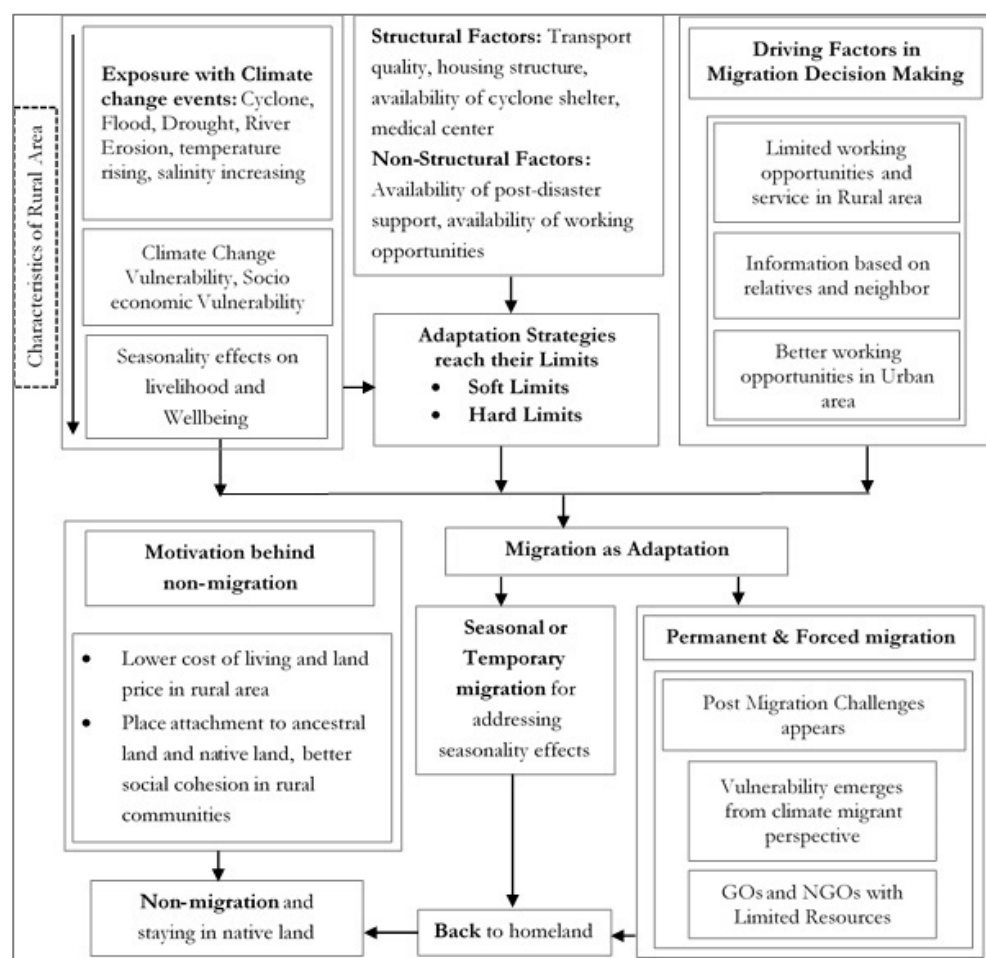 Characteristics of Rural Area
Exposure with Climate
change events: Cyclone,
Flood, Drought, River
Erosion, temperature
rising, salinity increasing
Climate Change
Vulnerability, Socio
economic Vulnerability
Seasonality effects on
livelihood and
Wellbeing
Structural Factors: Transport
quality, housing structure,
availability of cyclone shelter,
medical center
Non-Structural Factors:
Availability of post-disaster
support, availability of working
opportunities
Adaptation Strategies
reach their Limits
• Soft Limits
• Hard Limits
Driving Factors in
Migration Decision Making
Limited working
opportunities and
service in Rural area
Information based on
relatives and neighbor
Better working
opportunities in Urban
area
Motivation behind
non-migration
• Lower cost of living and land
price in rural area
• Place attachment to ancestral
land and native land, better
social cohesion in rural
communities
Non-migration and
staying in native land
Migration as Adaptation
Seasonal or
Temporary
migration for
addressing
seasonality effects
Back to homeland
Permanent & Forced migration
Post Migration Challenges
appears
Vulnerability emerges
from climate migrant
perspective
GOs and NGOs with
Limited Resources